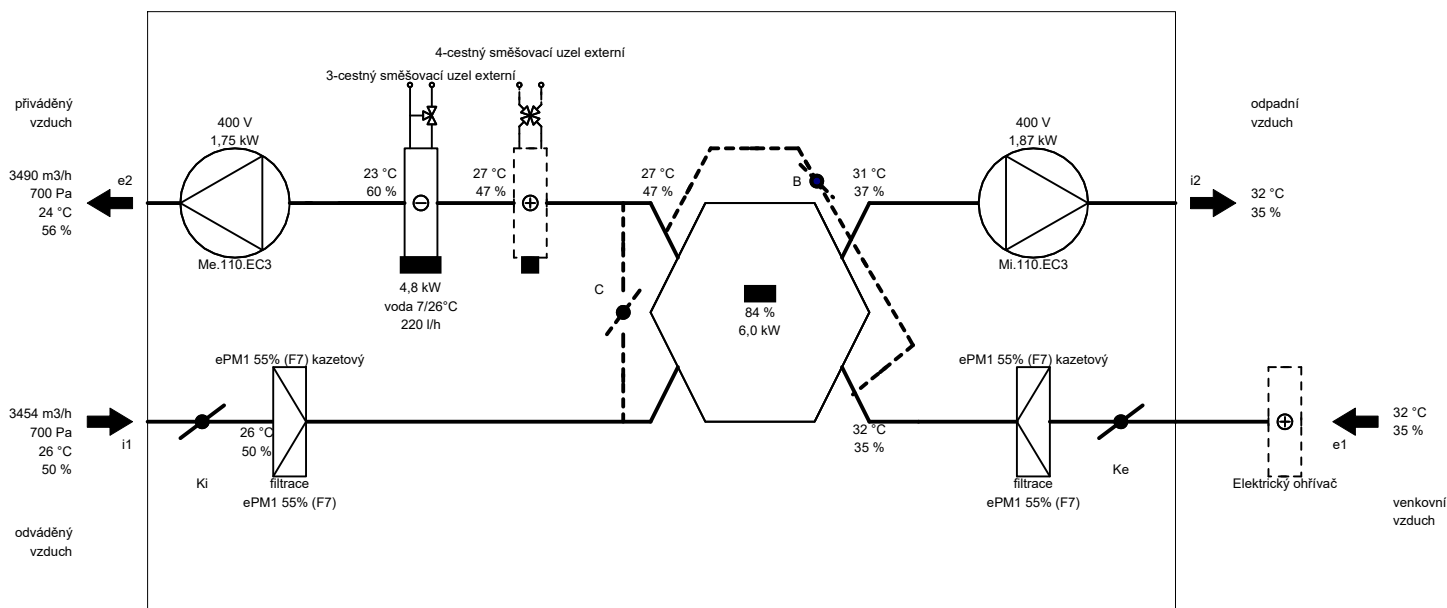 4-cestný směšovací uzel externí
3-cestný směšovací uzel externí
přiváděný
vzduch
400 V
1,75 kW
3490 m3/h
700 Pa
24 °C
56 %
e2
Me.110.EC3
23 °C
60 %
27 °C
47 %
4,8 kW
voda 7/26°C
220 l/h
27 °C
47 %
B
31 °C
37 %
400 V
1,87 kW
Mi.110.EC3
odpadní
vzduch
i2
32 °C
35 %
C
84 %
6,0 kW
3454 m3/h
700 Pa
26 °C
50 %
i1
Ki
26 °C
50 %
ePM1 55% (F7) kazetový
filtrace
ePM1 55% (F7)
32 °C
35 %
ePM1 55% (F7) kazetový
filtrace
ePM1 55% (F7)
Ke
Elektrický ohřívač
e1
32 °C
35 %
odváděný
vzduch
venkovní
vzduch